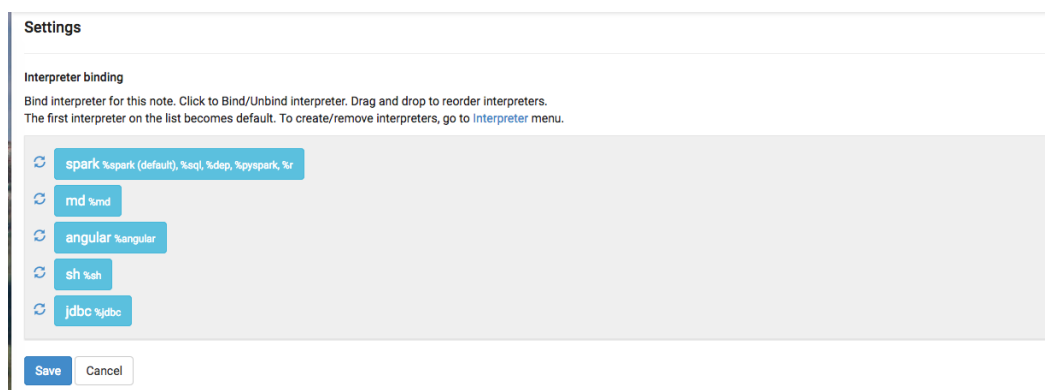 Settings
Interpreter binding
Bind interpreter for this note. Click to Bind/Unbind interpreter. Drag and drop to reorder interpreters.
The first interpreter on the list becomes default. To create/remove interpreters, go to Interpreter menu.
spark %spark (default), %sql, %dep, %pyspark, %r
md %md
angular %angular
sh %sh
jdbc %jdbc
Save Cancel